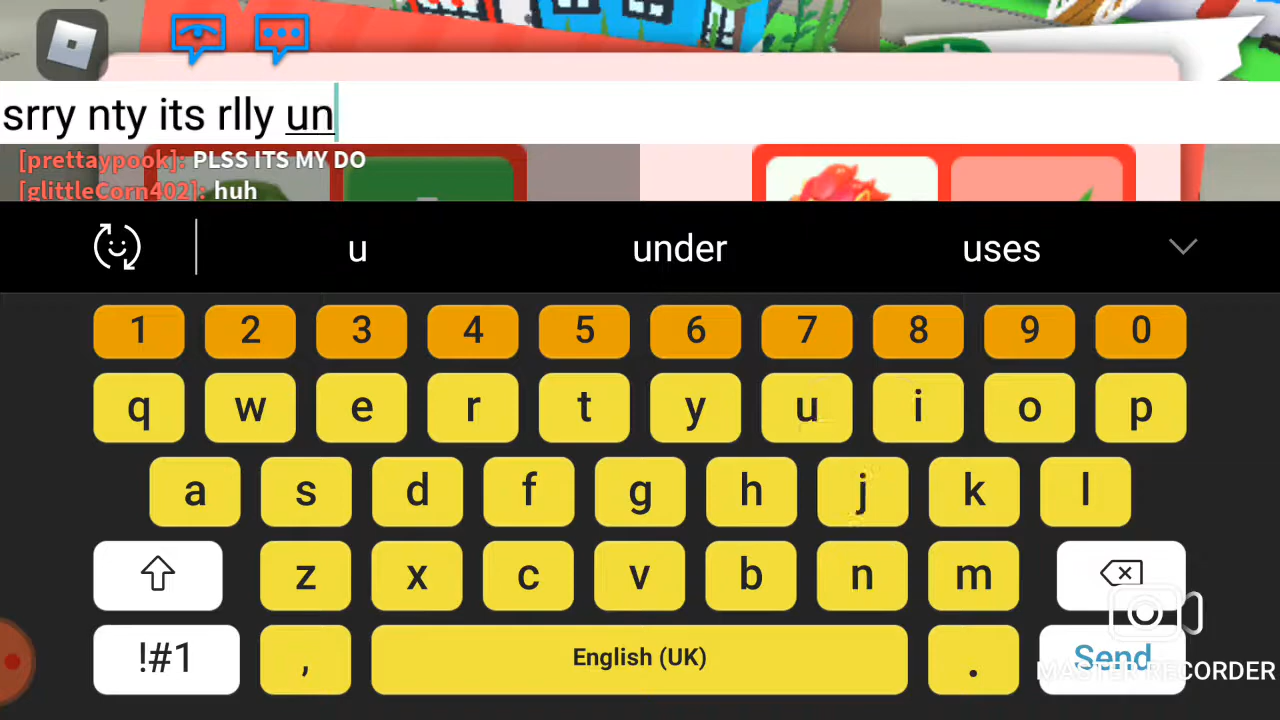 srry nty its rlly un
[prettaypook]: PLSS ITS MY DO
[glittleCorn402]: huh
u under uses
1 2 3 4 5 6 7 8 9 0
q w e r t y u i o p
a s d f g h j k l
z x c v b n m
!#1 , English (UK) . Send
MASTER RECORDER